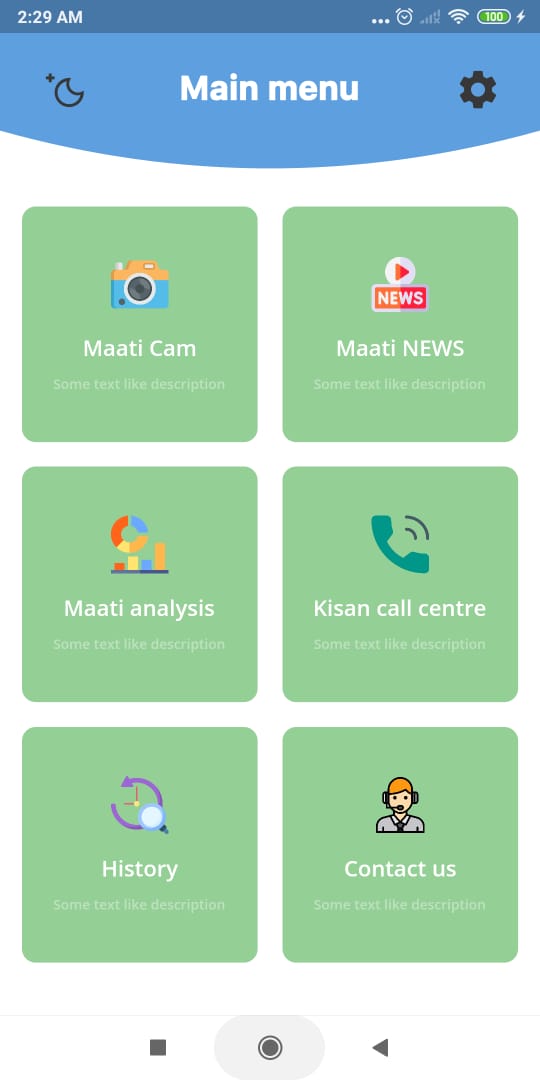 2:29 AM
100
Main menu
Maati Cam
Some text like description
NEWS
Maati NEWS
Some text like description
Maati analysis
Some text like description
Kisan call centre
Some text like description
History
Some text like description
Contact us
Some text like description